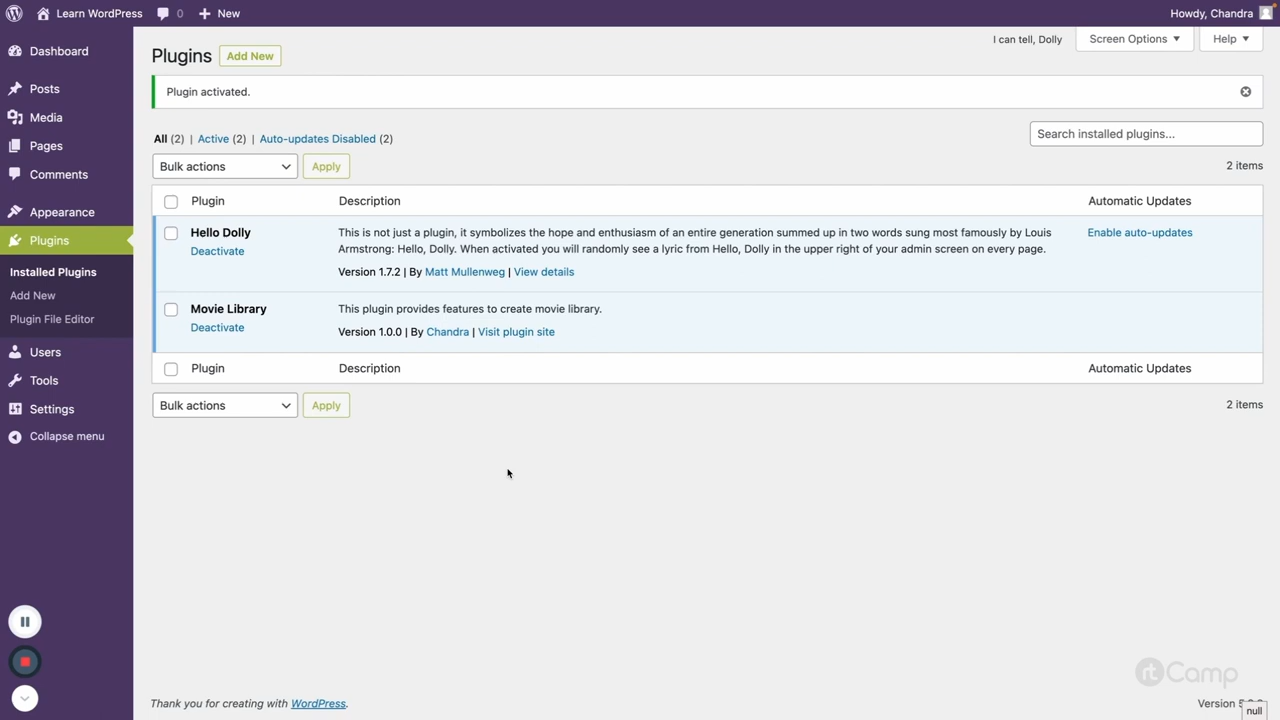 Learn WordPress
0
New
Howdy, Chandra
Dashboard
Posts
Media
Pages
Comments
Appearance
Plugins
Installed Plugins
Add New
Plugin File Editor
Users
Tools
Settings
Collapse menu
I can tell, Dolly
Screen Options
Help
Plugins
Add New
Plugin activated.
All (2) | Active (2) | Auto-updates Disabled (2)
Search installed plugins...
Bulk actions
Apply
2 items
Plugin Description Automatic Updates
Hello Dolly
Deactivate
This is not just a plugin, it symbolizes the hope and enthusiasm of an entire generation summed up in two words sung most famously by Louis
Armstrong: Hello, Dolly. When activated you will randomly see a lyric from Hello, Dolly in the upper right of your admin screen on every page.
Version 1.7.2 | By Matt Mullenweg | View details
Enable auto-updates
Movie Library
Deactivate
This plugin provides features to create movie library.
Version 1.0.0 | By Chandra | Visit plugin site
Plugin Description Automatic Updates
Bulk actions
Apply
2 items
rtCamp
Thank you for creating with WordPress.
Version
null